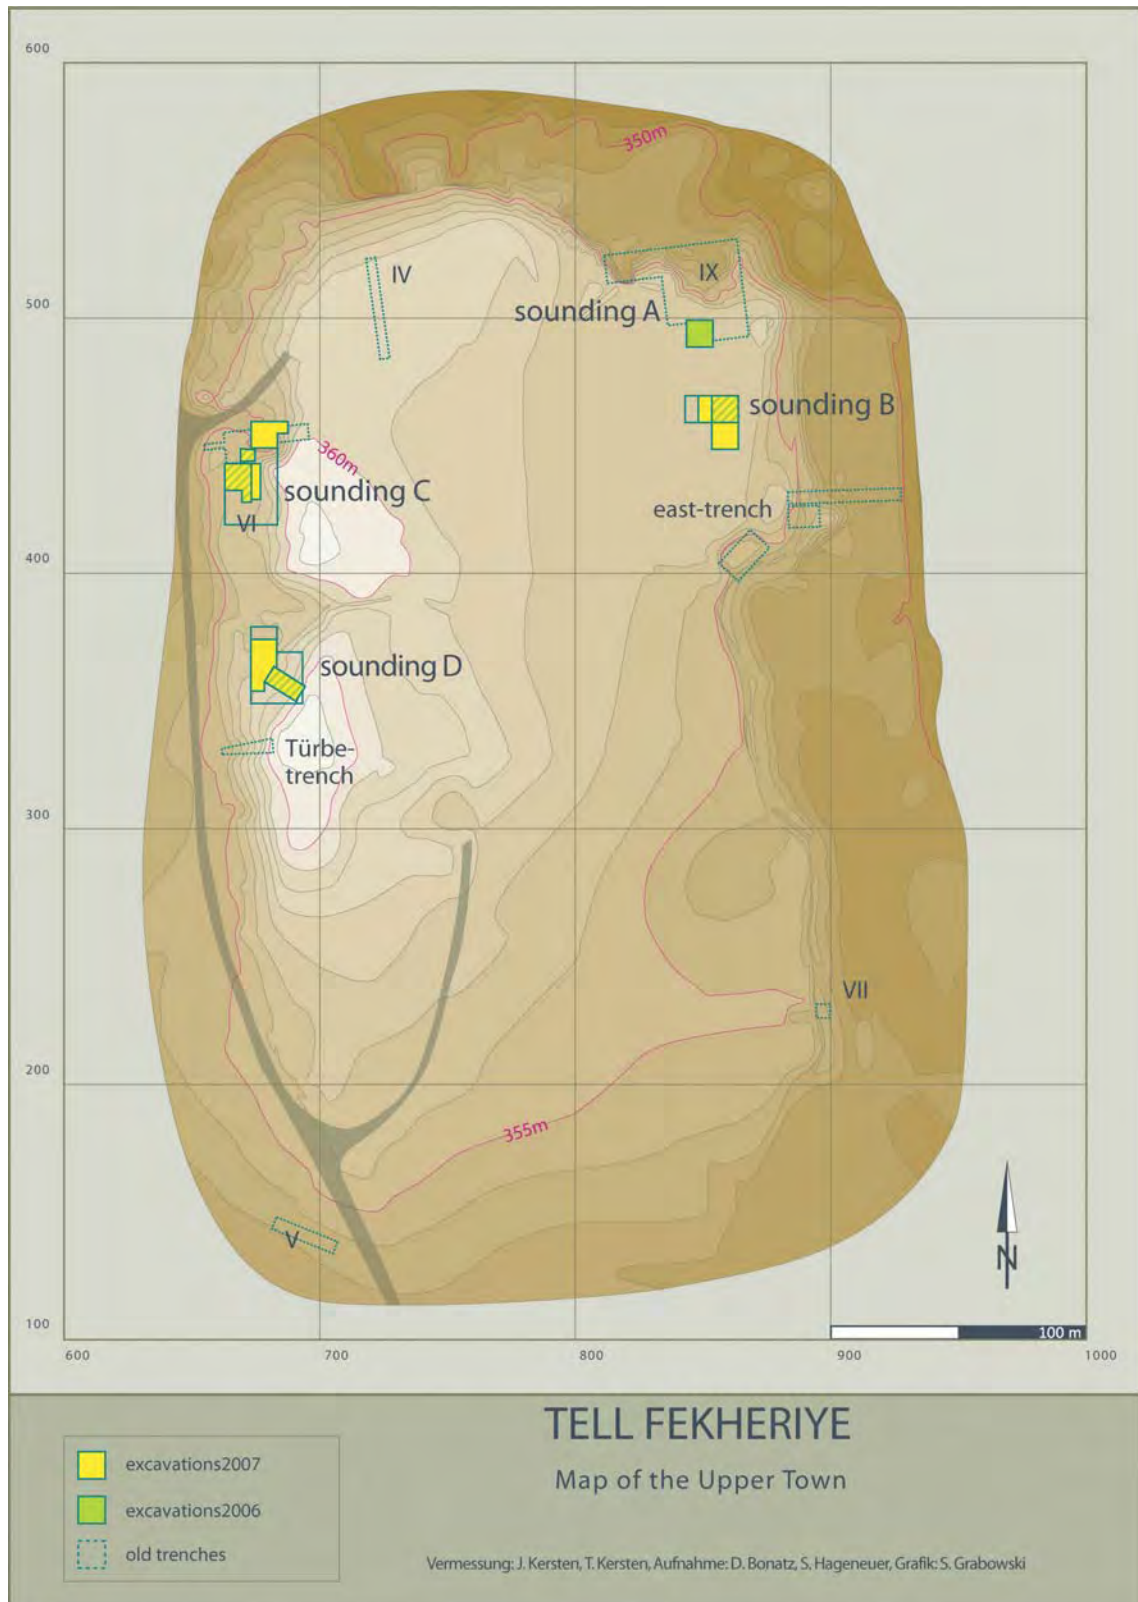 600
350m
IV
IX
500
sounding A
sounding B
360m
sounding C
east-trench
VI
400
sounding D
Türbe-
trench
300
VII
200
355m
V
N
100
100 m
600
700
800
900
1000
TELL FEKHERIYE
Map of the Upper Town
excavations2007
excavations2006
old trenches
Vermessung: J. Kersten, T. Kersten, Aufnahme: D. Bonatz, S. Hageneuer, Grafik: S. Grabowski